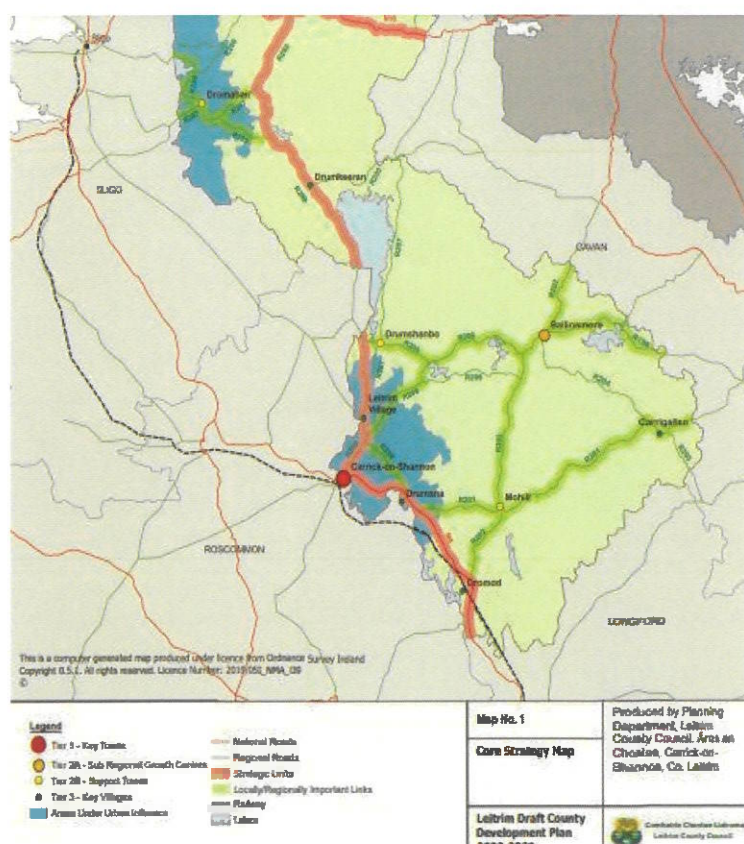 Dromahair
Drumkeeran
SLIGO
CAVAN
Drumshanbo
Ballinamore
Leitrim
Village
Carrigallen
Carrick-on-Shannon
Drumsna
Mohill
ROSCOMMON
Dromod
LONGFORD
This is a computer generated map produced under licence from Ordnance Survey Ireland
Copyright O.S.I. All rights reserved. Licence Number: 2019/OSI_NMA_09
©
Legend
Tier 1 - Key Towns
Tier 2A - Sub Regional Growth Centres
Tier 2B - Support Towns
Tier 3 - Key Villages
Areas Under Urban Influence
National Roads
Regional Roads
Strategic Links
Locally/Regionally Important Links
Railway
Lakes
Map No. 1
Core Strategy Map
Produced by Planning
Department, Leitrim
County Council. Áras an
Chontae, Carrick-on-
Shannon, Co. Leitrim
Leitrim Draft County
Development Plan
Comhairle Chontae Liatroma
Leitrim County Council